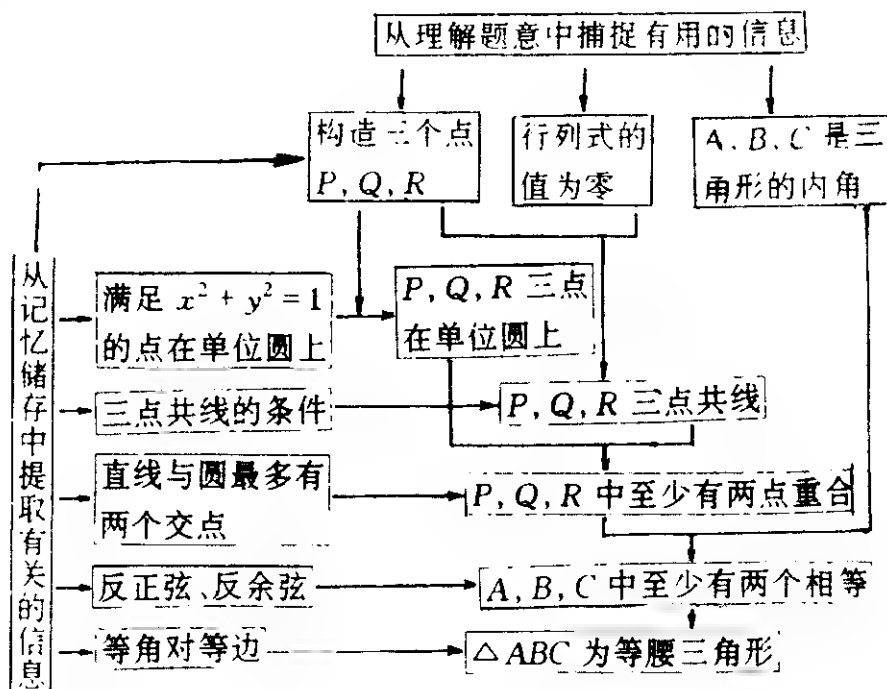 从理解题意中捕捉有用的信息
构造三个点
P, Q, R
行列式的
值为零
A、B、C 是三
角形的内角
从记忆储存中提取有关的信息
满足 x² + y² = 1
的点在单位圆上
P, Q, R 三点
在单位圆上
三点共线的条件
P, Q, R 三点共线
直线与圆最多有
两个交点
P, Q, R 中至少有两点重合
反正弦、反余弦
A, B, C 中至少有两个相等
等角对等边
△ABC 为等腰三角形